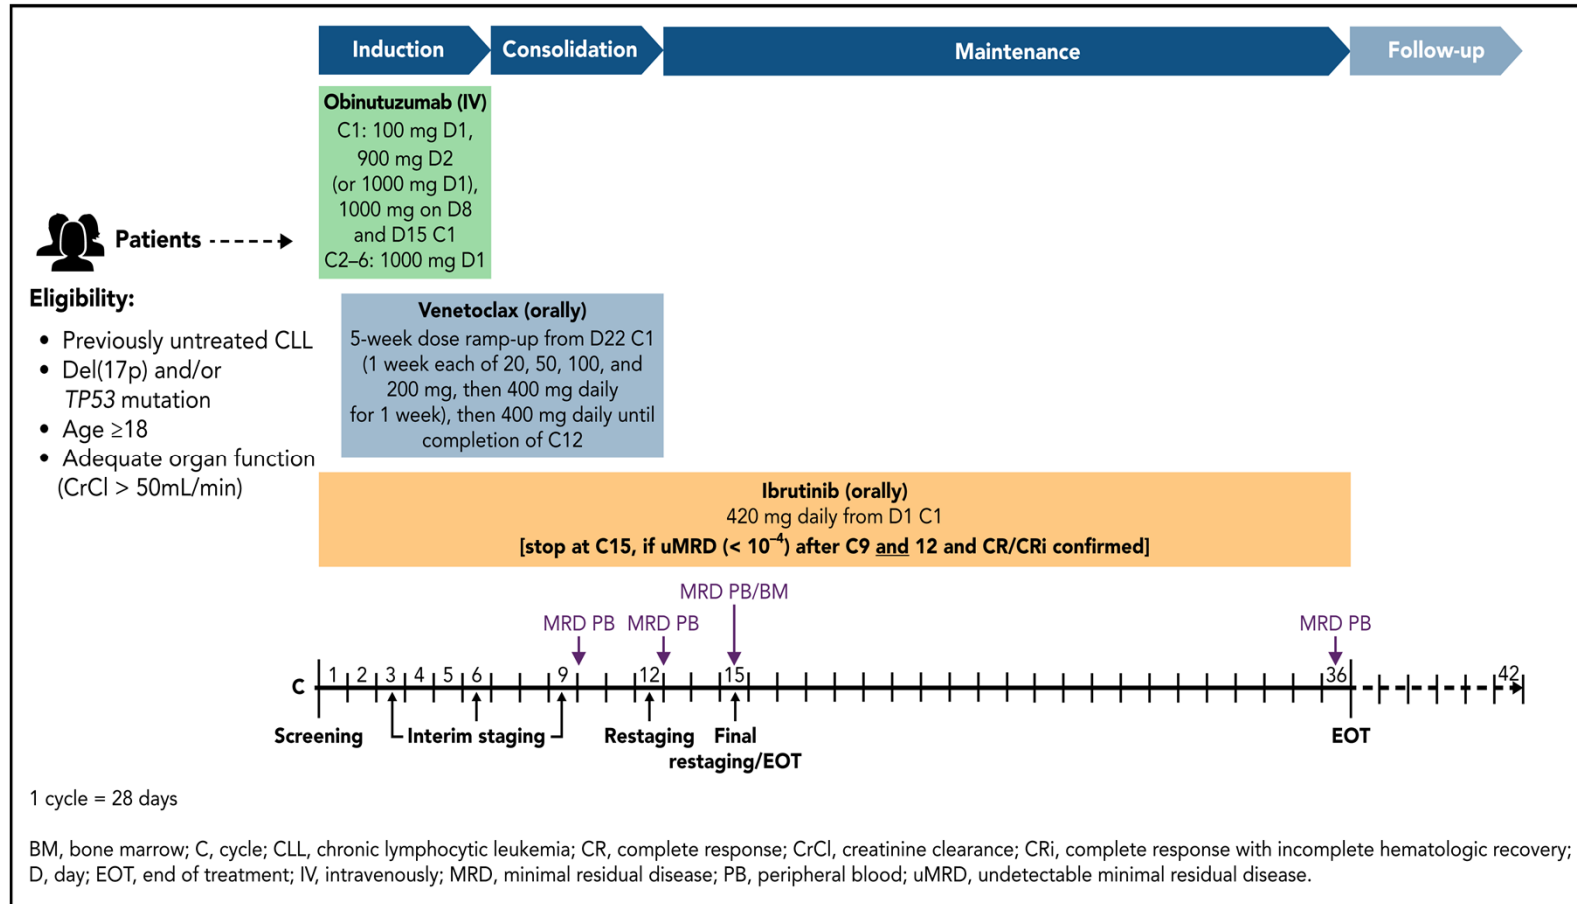 Induction
Consolidation
Maintenance
Follow-up
Obinutuzumab (IV)
C1: 100 mg D1,
900 mg D2
(or 1000 mg D1),
1000 mg on D8
and D15 C1
C2–6: 1000 mg D1
Patients
Eligibility:
• Previously untreated CLL
• Del(17p) and/or
TP53 mutation
• Age ≥18
• Adequate organ function
(CrCl > 50mL/min)
Venetoclax (orally)
5-week dose ramp-up from D22 C1
(1 week each of 20, 50, 100, and
200 mg, then 400 mg daily
for 1 week), then 400 mg daily until
completion of C12
Ibrutinib (orally)
420 mg daily from D1 C1
[stop at C15, if uMRD (< 10⁻⁴) after C9 and 12 and CR/CRi confirmed]
MRD PB/BM
MRD PB MRD PB MRD PB
C 1 2 3 4 5 6 9 12 15 36 42
Screening Interim staging Restaging Final EOT
restaging/EOT
1 cycle = 28 days
BM, bone marrow; C, cycle; CLL, chronic lymphocytic leukemia; CR, complete response; CrCl, creatinine clearance; CRi, complete response with incomplete hematologic recovery;
D, day; EOT, end of treatment; IV, intravenously; MRD, minimal residual disease; PB, peripheral blood; uMRD, undetectable minimal residual disease.